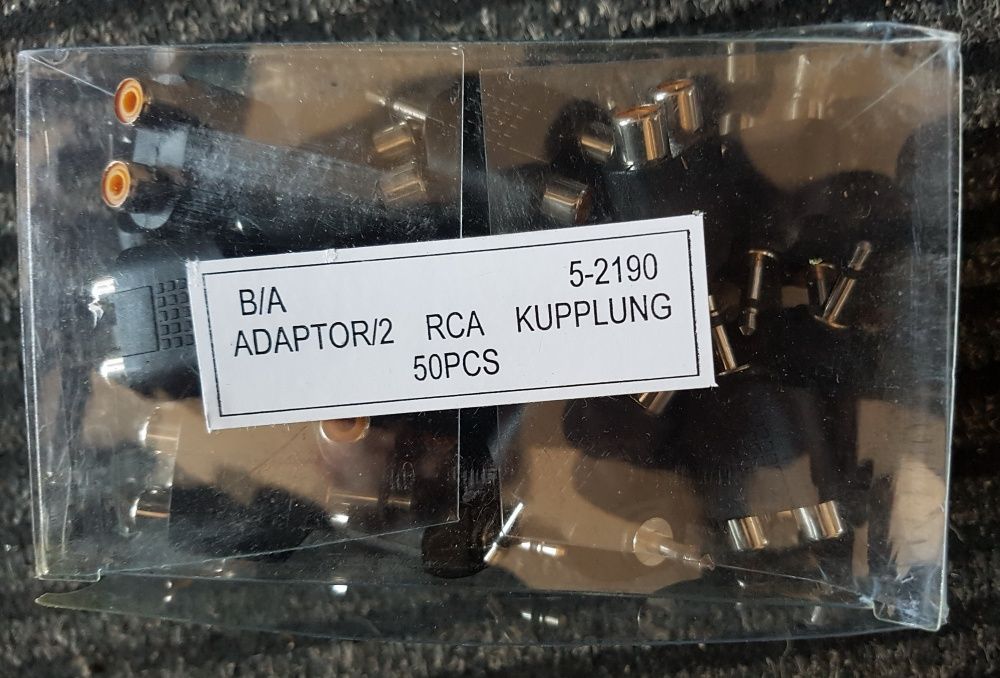 B/A 5-2190
ADAPTOR/2 RCA KUPPLUNG
50PCS